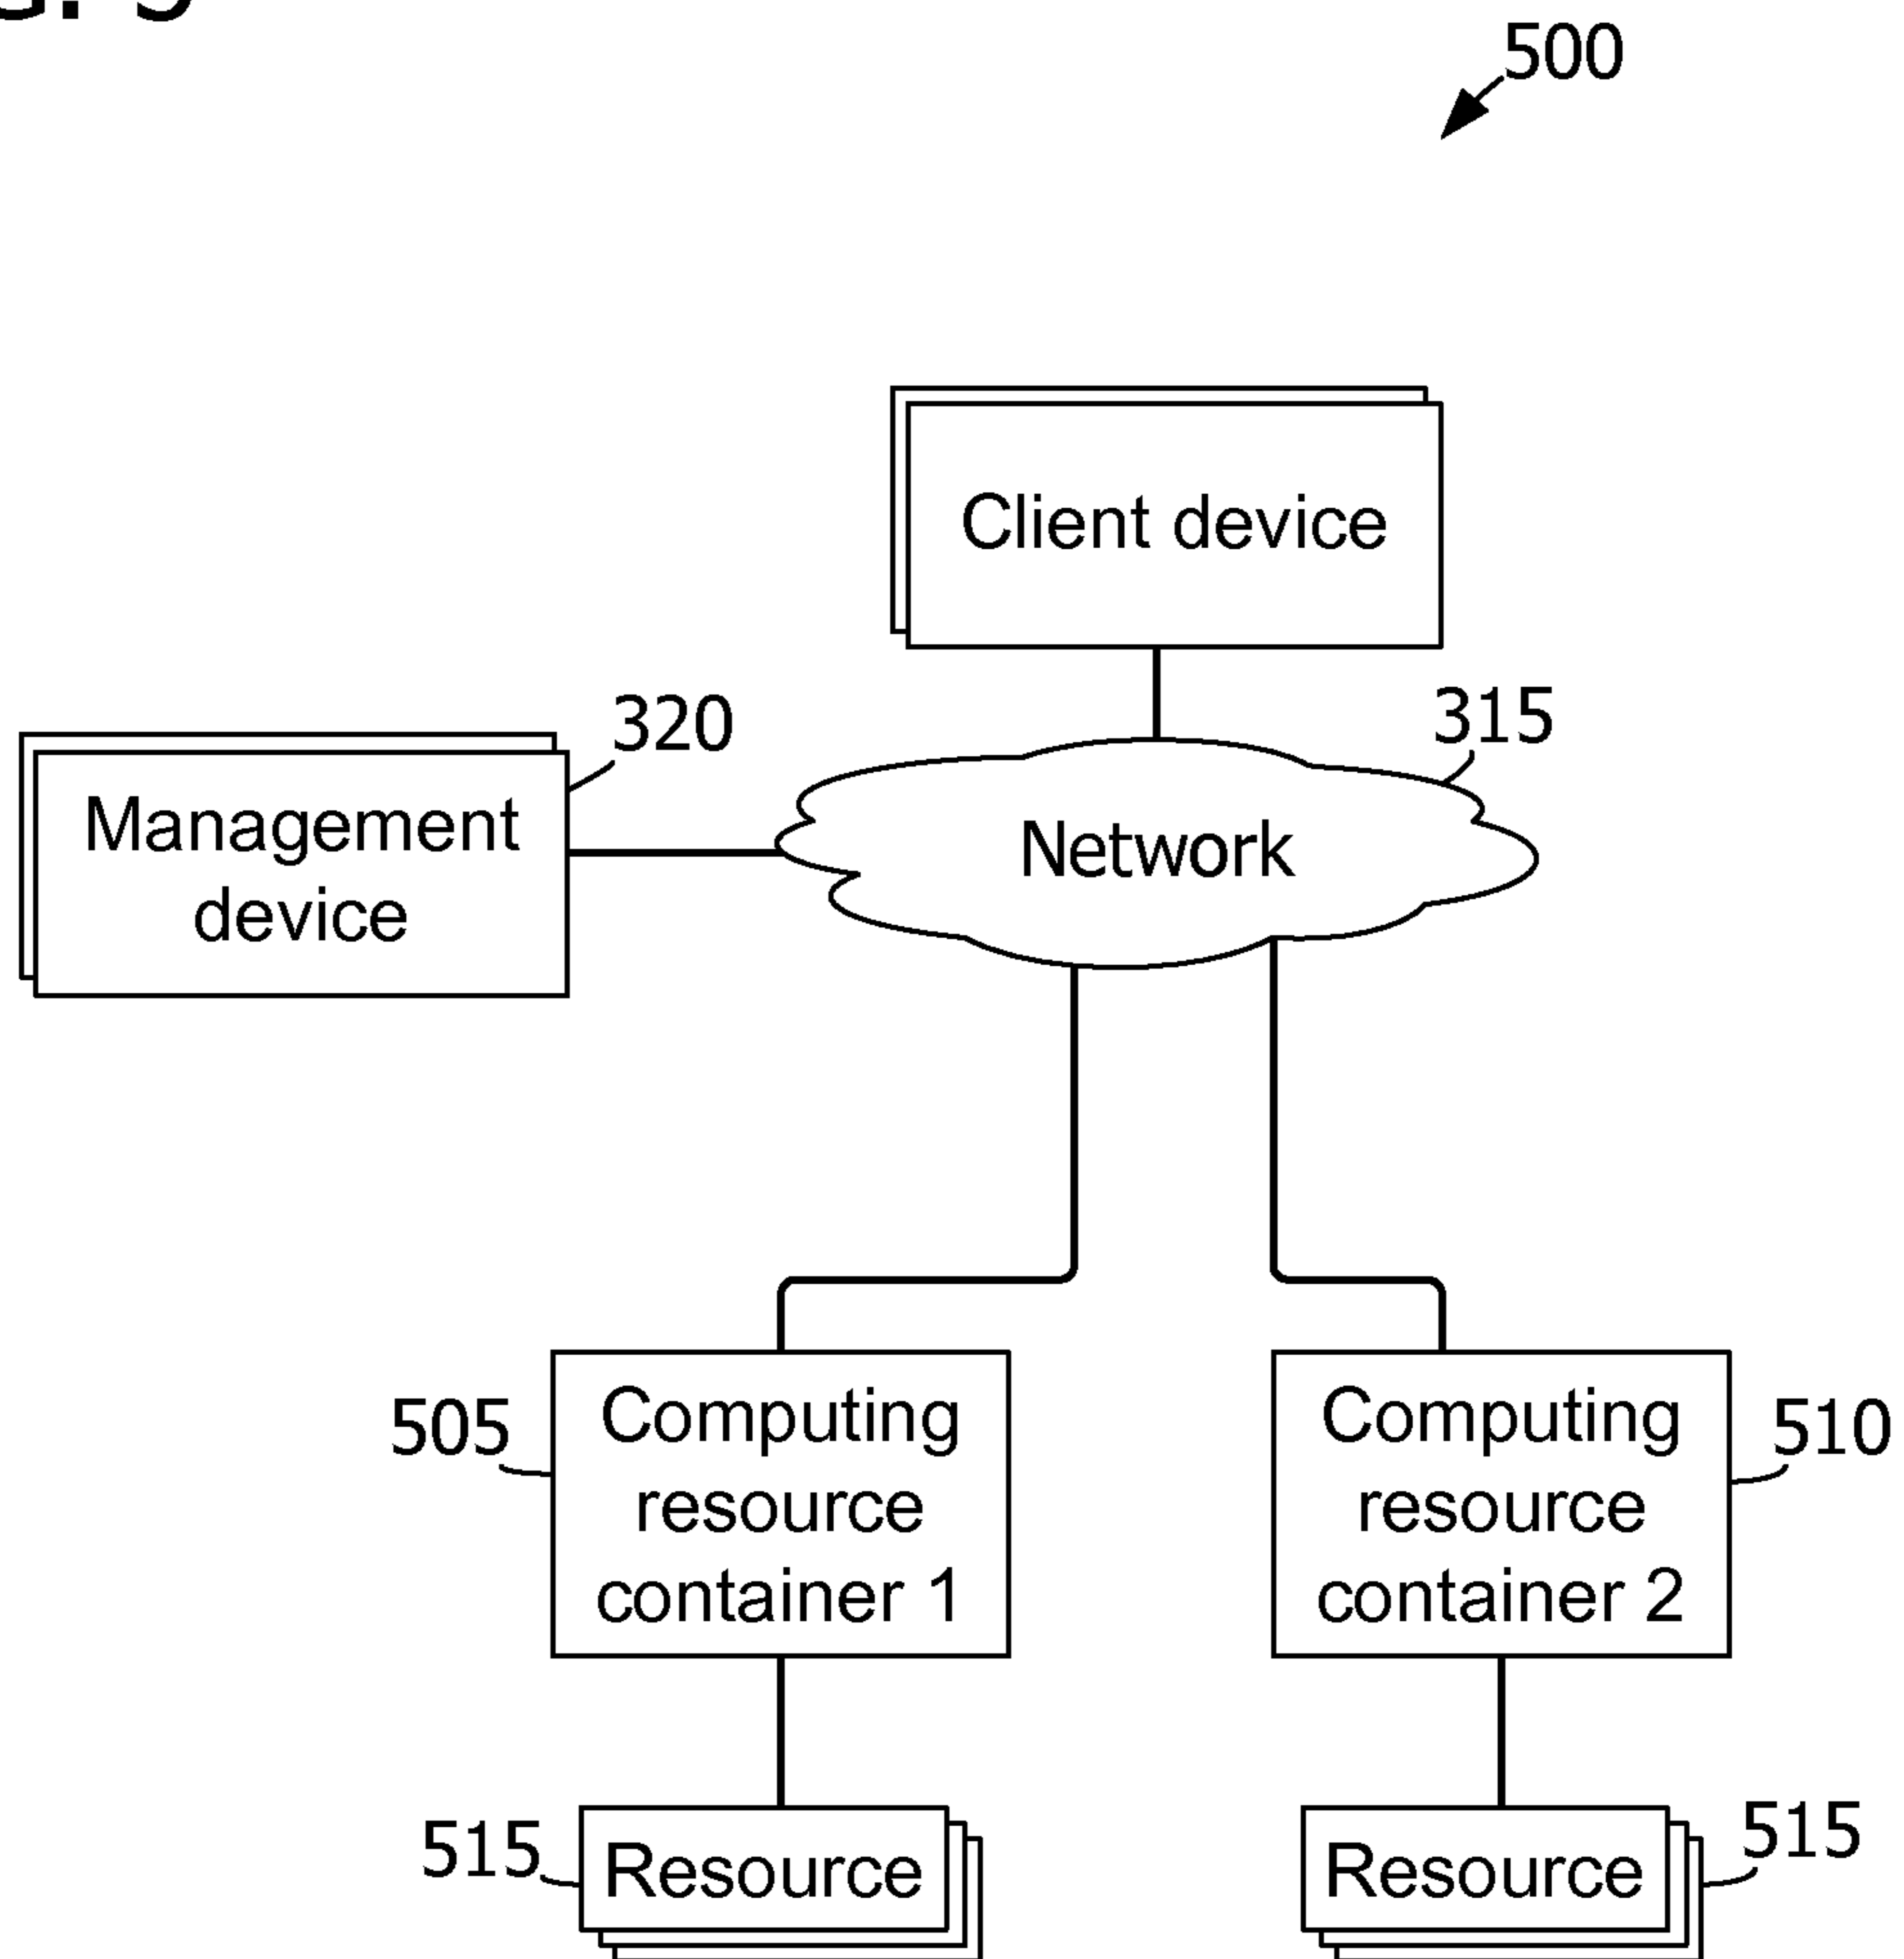 500
Client device
320
315
Management
device
Network
505
Computing
resource
container 1
Computing
resource
container 2
510
515
Resource
Resource
515